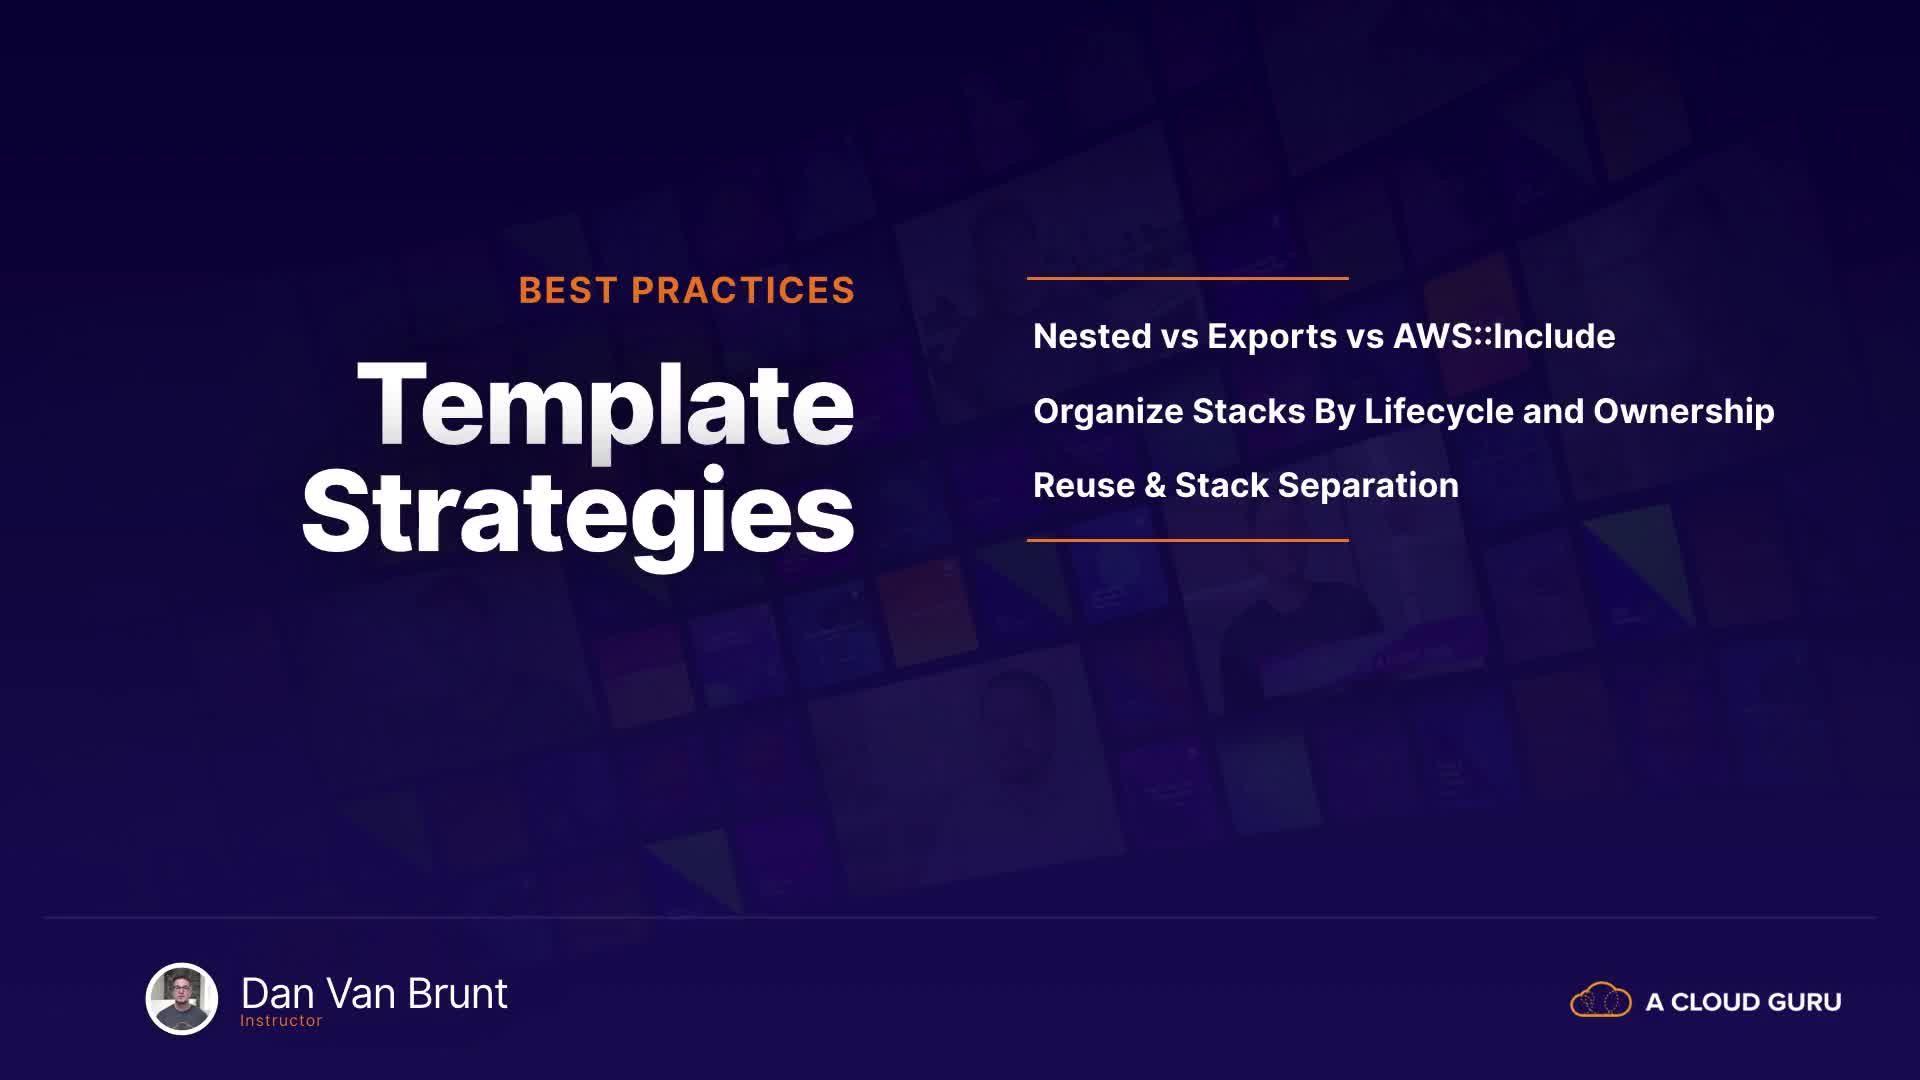 BEST PRACTICES
Template
Strategies
Nested vs Exports vs AWS::Include
Organize Stacks By Lifecycle and Ownership
Reuse & Stack Separation
Dan Van Brunt
Instructor
A CLOUD GURU